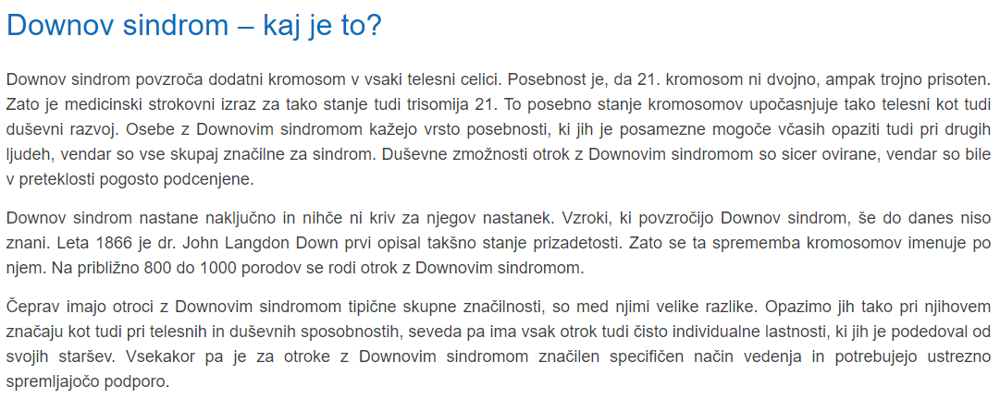 Downov sindrom – kaj je to?
Downov sindrom povzroča dodatni kromosom v vsaki telesni celici. Posebnost je, da 21. kromosom ni dvojno, ampak trojno prisoten.
Zato je medicinski strokovni izraz za tako stanje tudi trisomija 21. To posebno stanje kromosomov upočasnjuje tako telesni kot tudi
duševni razvoj. Osebe z Downovim sindromom kažejo vrsto posebnosti, ki jih je posamezne mogoče včasih opaziti tudi pri drugih
ljudeh, vendar so vse skupaj značilne za sindrom. Duševne zmožnosti otrok z Downovim sindromom so sicer ovirane, vendar so bile
v preteklosti pogosto podcenjene.
Downov sindrom nastane naključno in nihče ni kriv za njegov nastanek. Vzroki, ki povzročijo Downov sindrom, še do danes niso
znani. Leta 1866 je dr. John Langdon Down prvi opisal takšno stanje prizadetosti. Zato se ta sprememba kromosomov imenuje po
njem. Na približno 800 do 1000 porodov se rodi otrok z Downovim sindromom.
Čeprav imajo otroci z Downovim sindromom tipične skupne značilnosti, so med njimi velike razlike. Opazimo jih tako pri njihovem
značaju kot tudi pri telesnih in duševnih sposobnostih, seveda pa ima vsak otrok tudi čisto individualne lastnosti, ki jih je podedoval od
svojih staršev. Vsekakor pa je za otroke z Downovim sindromom značilen specifičen način vedenja in potrebujejo ustrezno
spremljajočo podporo.